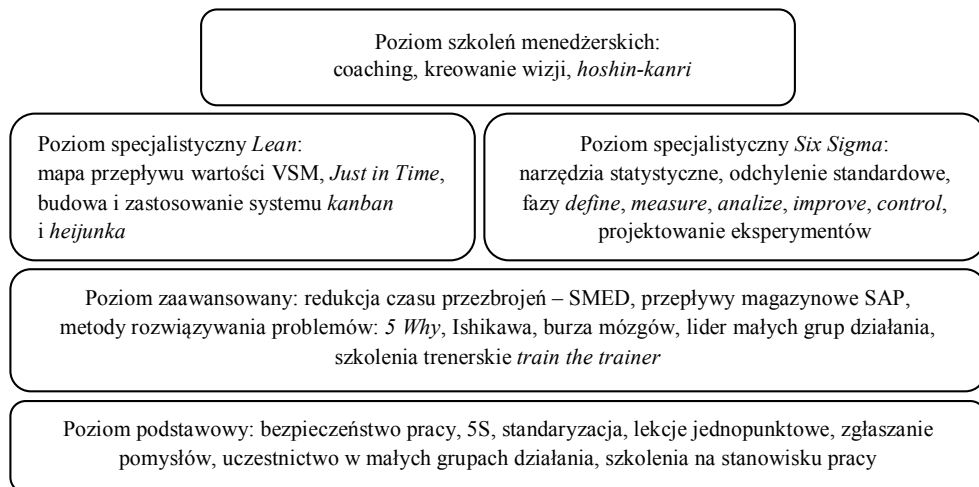 Poziom szkoleń menedżerskich:
coaching, kreowanie wizji, hoshin-kanri
Poziom specjalistyczny Lean:
mapa przepływu wartości VSM, Just in Time,
budowa i zastosowanie systemu kanban
i heijunka
Poziom specjalistyczny Six Sigma:
narzędzia statystyczne, odchylenie standardowe,
fazy define, measure, analize, improve, control,
projektowanie eksperymentów
Poziom zaawansowany: redukcja czasu przezbrojeń – SMED, przepływy magazynowe SAP,
metody rozwiązywania problemów: 5 Why, Ishikawa, burza mózgów, lider małych grup działania,
szkolenia trenerskie train the trainer
Poziom podstawowy: bezpieczeństwo pracy, 5S, standaryzacja, lekcje jednopunktowe, zgłaszanie
pomysłów, uczestnictwo w małych grupach działania, szkolenia na stanowisku pracy